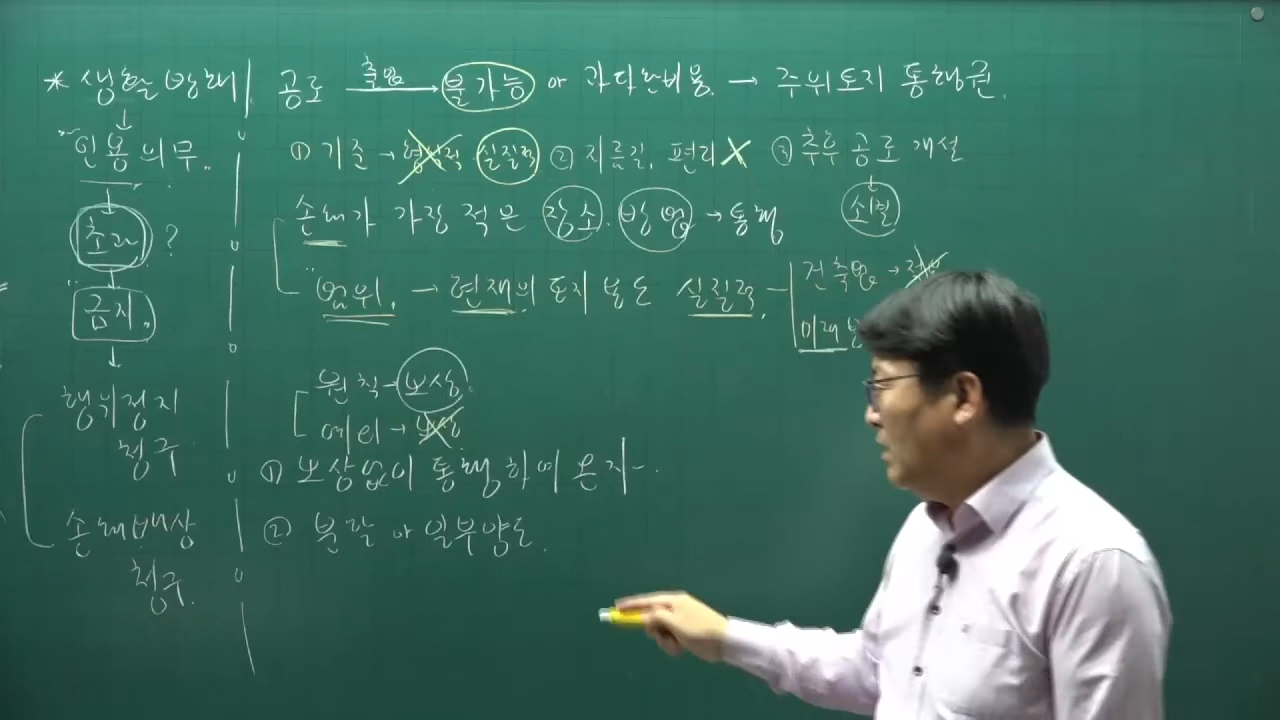 * 생활방해
↓
"인용의무"
↓
초과 ?
↓
"금지"
↓
행위정지
청구
손해배상
청구.
공로 출입 → 불가능 or 과다한비용 → 주위토지 통행권.
① 기준 → 형식적 실질적 ② 지름길, 편리 X ③ 추후 공로 개설
↓
소멸
손해가 가장 적은 장소. 방법 → 통행
"범위. → 현재의 토지 용도 실질적.
건축법 →
미래
원칙 → 보상.
예외 → 보상.
① 보상없이 통행하여 온 자--.
② 분할 or 일부양도.